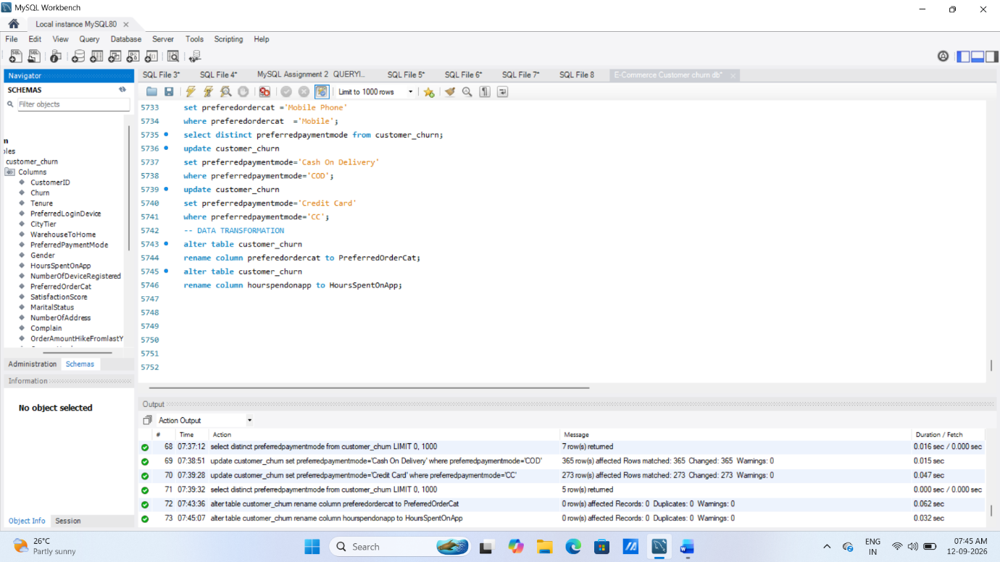 MySQL Workbench
Local instance MySQL80
File Edit View Query Database Server Tools Scripting Help
Navigator
SCHEMAS
Filter objects
customer_churn
Columns
CustomerID
Churn
Tenure
PreferredLoginDevice
CityTier
WarehouseToHome
PreferredPaymentMode
Gender
HoursSpentOnApp
NumberOfDeviceRegistered
PreferredOrderCat
SatisfactionScore
MaritalStatus
NumberOfAddress
Complain
OrderAmountHikeFromlastY
Administration Schemas
Information
No object selected
Object Info Session
SQL File 3* SQL File 4* MySQL Assignment 2 QUERYI... SQL File 5* SQL File 6* SQL File 7* SQL File 8 E-Commerce Customer churn db*
Limit to 1000 rows
5733 set preferedordercat ='Mobile Phone'
5734 where preferedordercat ='Mobile';
5735 select distinct preferredpaymentmode from customer_churn;
5736 update customer_churn
5737 set preferredpaymentmode='Cash On Delivery'
5738 where preferredpaymentmode='COD';
5739 update customer_churn
5740 set preferredpaymentmode='Credit Card'
5741 where preferredpaymentmode='CC';
5742 -- DATA TRANSFORMATION
5743 alter table customer_churn
5744 rename column preferedordercat to PreferredOrderCat;
5745 alter table customer_churn
5746 rename column hourspendonapp to HoursSpentOnApp;
5747
5748
5749
5750
5751
5752
Output
Action Output
# Time Action Message Duration / Fetch
68 07:37:12 select distinct preferredpaymentmode from customer_churn LIMIT 0, 1000 7 row(s) returned 0.016 sec / 0.000 sec
69 07:38:51 update customer_churn set preferredpaymentmode='Cash On Delivery' where preferredpaymentmode='COD' 365 row(s) affected Rows matched: 365 Changed: 365 Warnings: 0 0.015 sec
70 07:39:28 update customer_churn set preferredpaymentmode='Credit Card' where preferredpaymentmode='CC' 273 row(s) affected Rows matched: 273 Changed: 273 Warnings: 0 0.047 sec
71 07:39:32 select distinct preferredpaymentmode from customer_churn LIMIT 0, 1000 5 row(s) returned 0.000 sec / 0.000 sec
72 07:43:36 alter table customer_churn rename column preferedordercat to PreferredOrderCat 0 row(s) affected Records: 0 Duplicates: 0 Warnings: 0 0.062 sec
73 07:45:07 alter table customer_churn rename column hourspendonapp to HoursSpentOnApp 0 row(s) affected Records: 0 Duplicates: 0 Warnings: 0 0.032 sec
26°C
Partly sunny
Search
ENG
IN
07:45 AM
12-09-2026